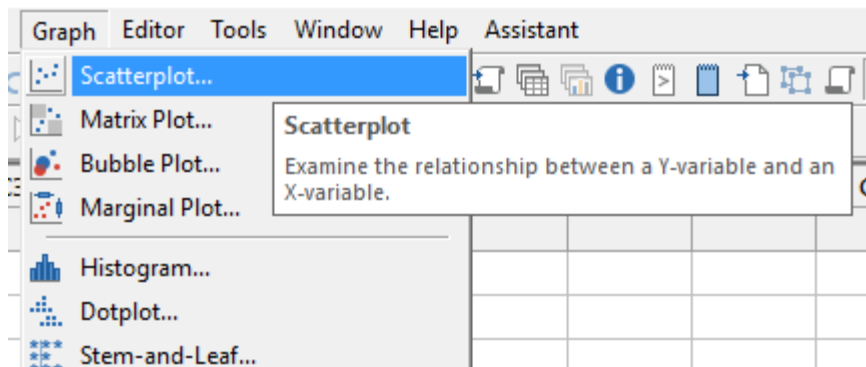 Graph Editor Tools Window Help Assistant
Scatterplot...
Matrix Plot...
Bubble Plot...
Marginal Plot...
Scatterplot
Examine the relationship between a Y-variable and an
X-variable.
Histogram...
Dotplot...
Stem-and-Leaf...